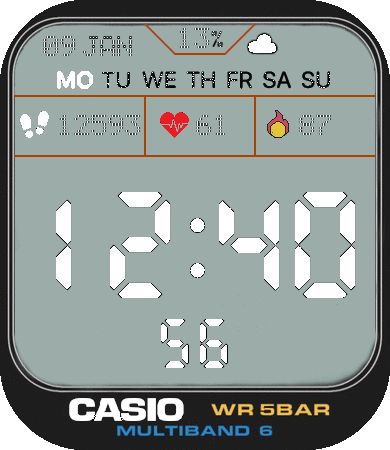 09 JAN 13%
MO TU WE TH FR SA SU
12593 61 87
12:40
56
CASIO WR 5BAR
MULTIBAND 6